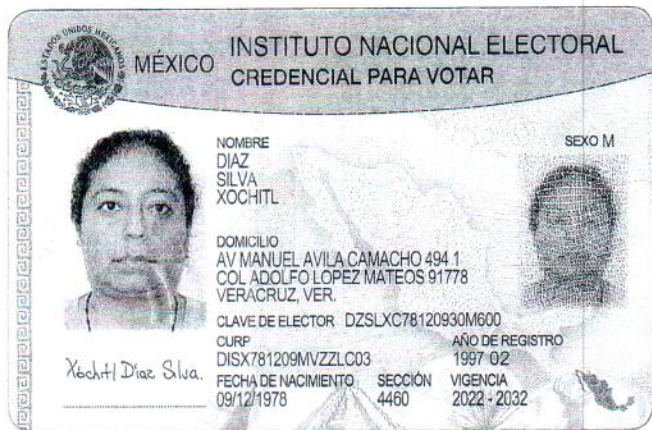 ESTADOS UNIDOS MEXICANOS
MÉXICO
INSTITUTO NACIONAL ELECTORAL
CREDENCIAL PARA VOTAR
NOMBRE
DIAZ
SILVA
XOCHITL
SEXO M
DOMICILIO
AV MANUEL AVILA CAMACHO 494 1
COL ADOLFO LOPEZ MATEOS 91778
VERACRUZ, VER.
CLAVE DE ELECTOR DZSLXC78120930M600
CURP
DISX781209MVZZLC03
AÑO DE REGISTRO
1997 02
FECHA DE NACIMIENTO
09/12/1978
SECCIÓN
4460
VIGENCIA
2022 - 2032
Xóchitl Díaz Silva.